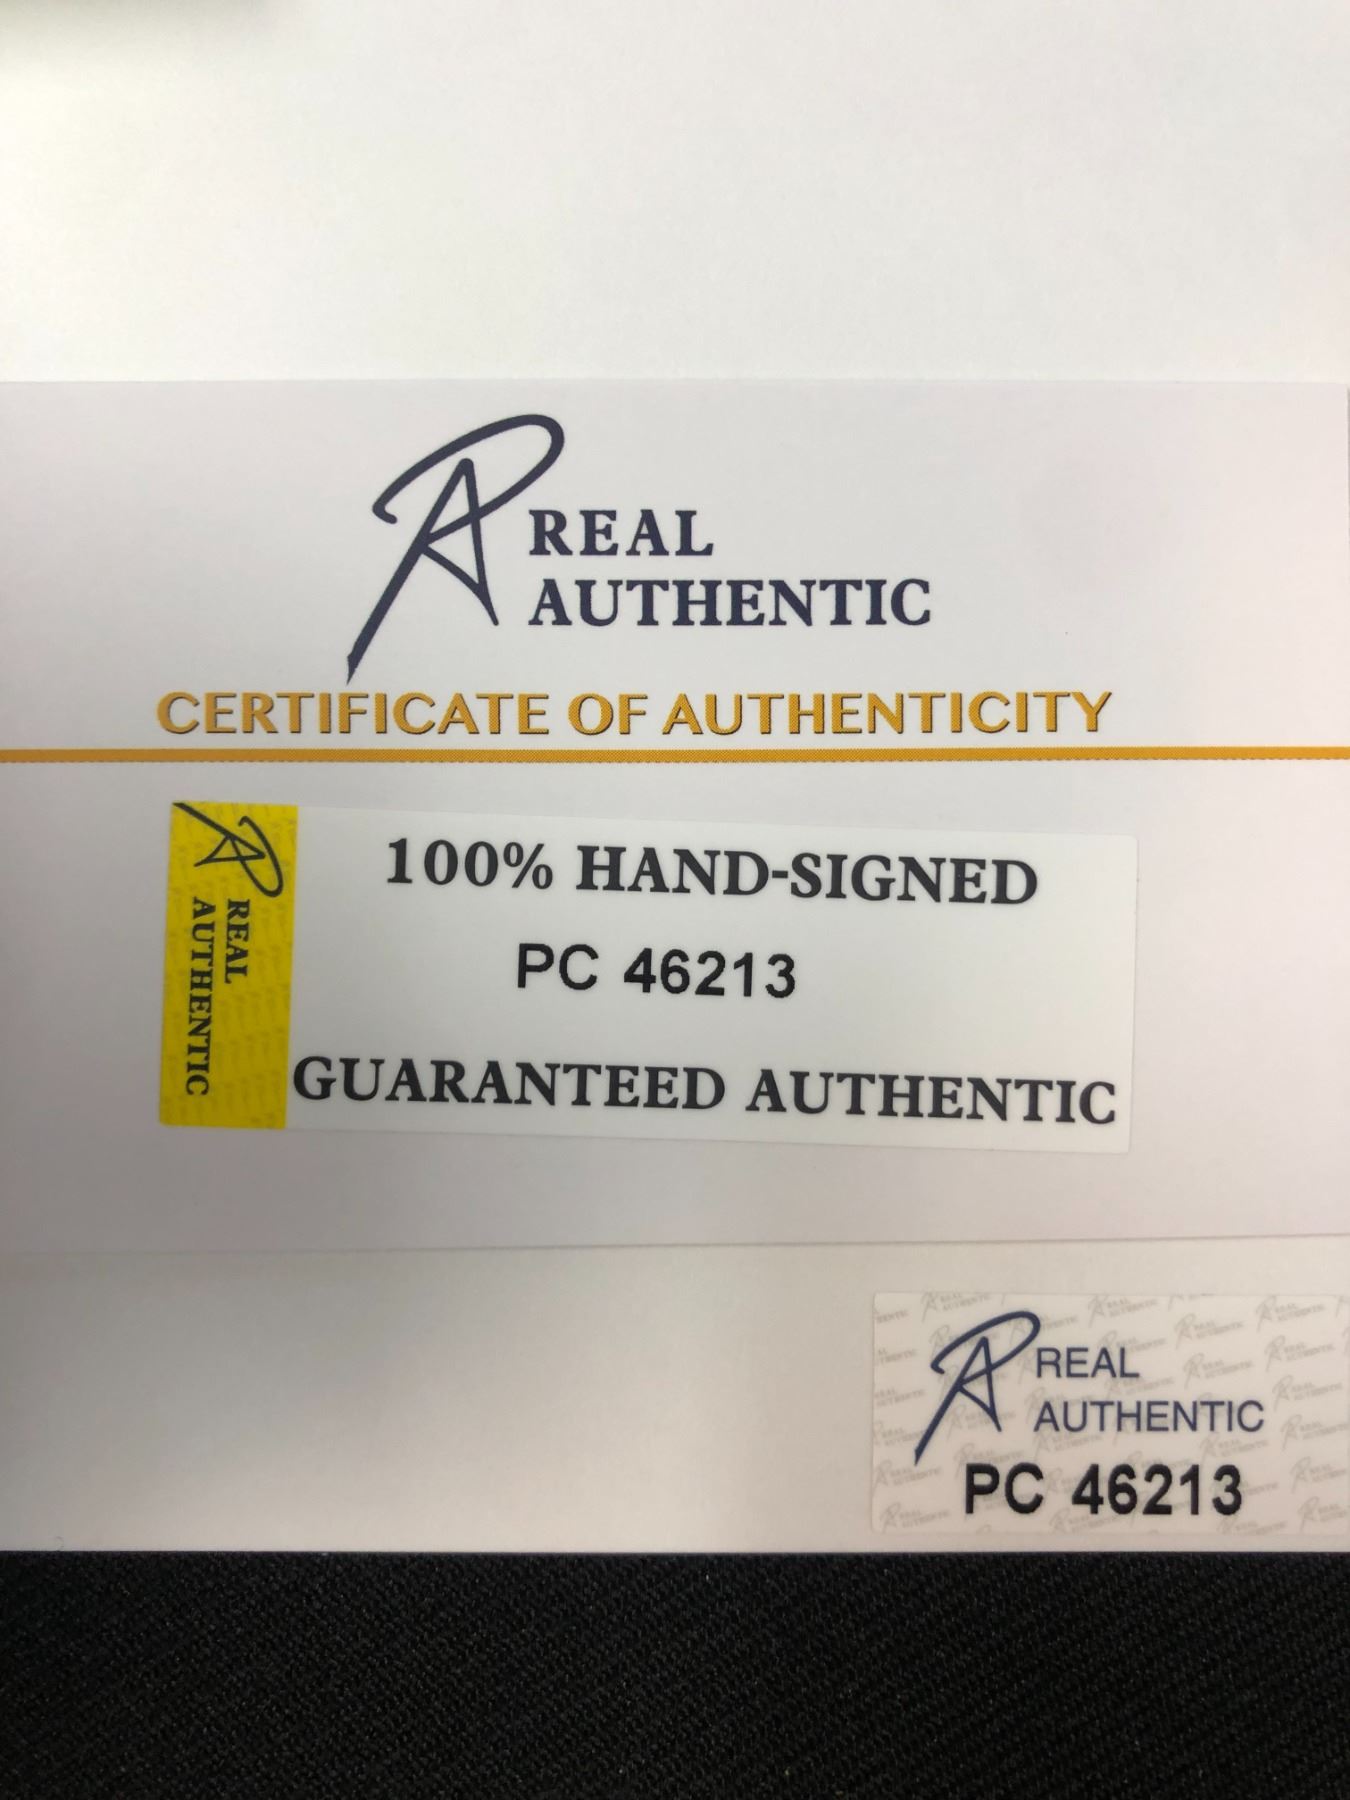 REAL
AUTHENTIC
CERTIFICATE OF AUTHENTICITY
REAL
AUTHENTIC
100% HAND-SIGNED
PC 46213
GUARANTEED AUTHENTIC
REAL
AUTHENTIC
PC 46213